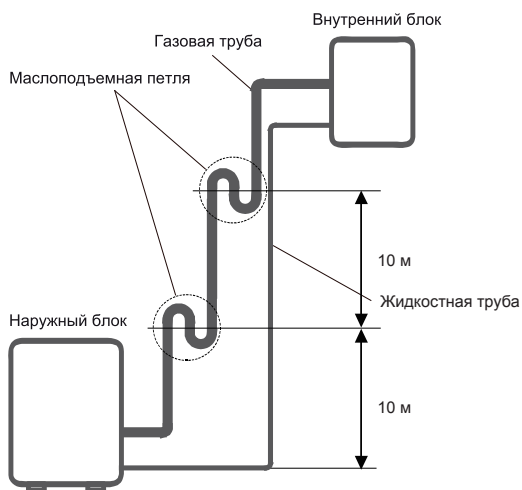 Внутренний блок
Газовая труба
Маслоподъемная петля
10 м
Жидкостная труба
Наружный блок
10 м